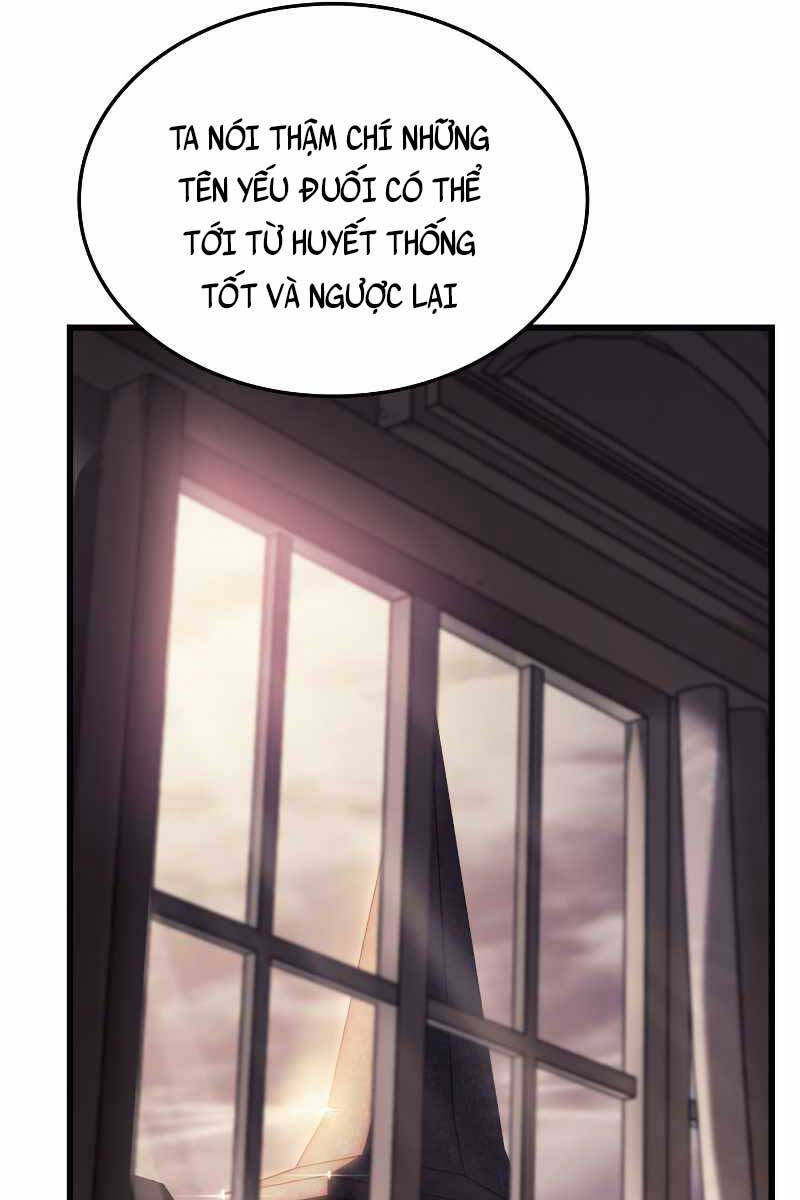 TA NÓI THẬM CHÍ NHỮNG
TÊN YẾU ĐUỐI CÓ THỂ
TỚI TỪ HUYẾT THỐNG
TỐT VÀ NGƯỢC LẠI